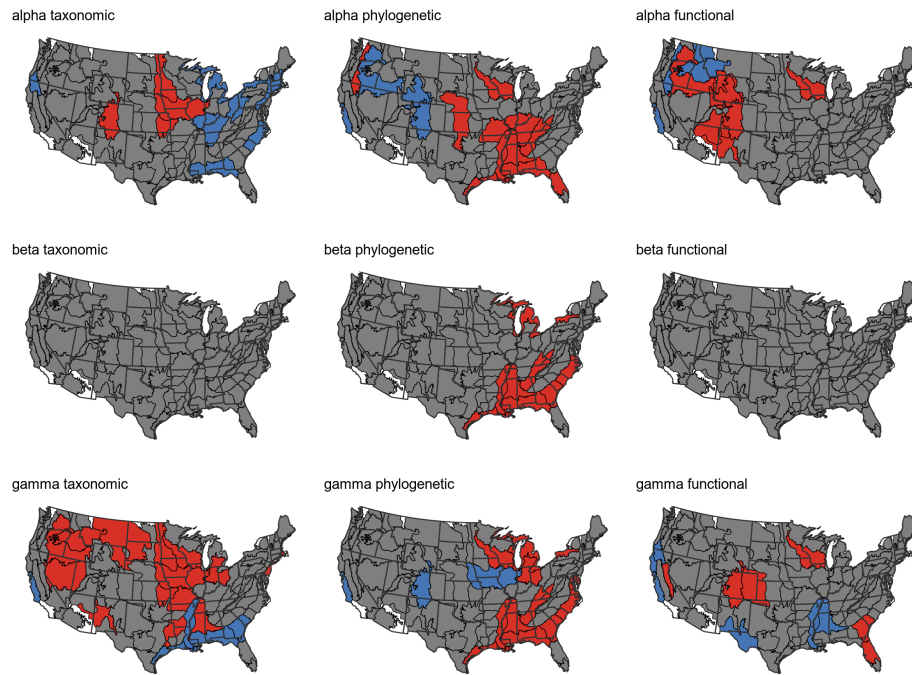 alpha taxonomic
alpha phylogenetic
alpha functional
beta taxonomic
beta phylogenetic
beta functional
gamma taxonomic
gamma phylogenetic
gamma functional